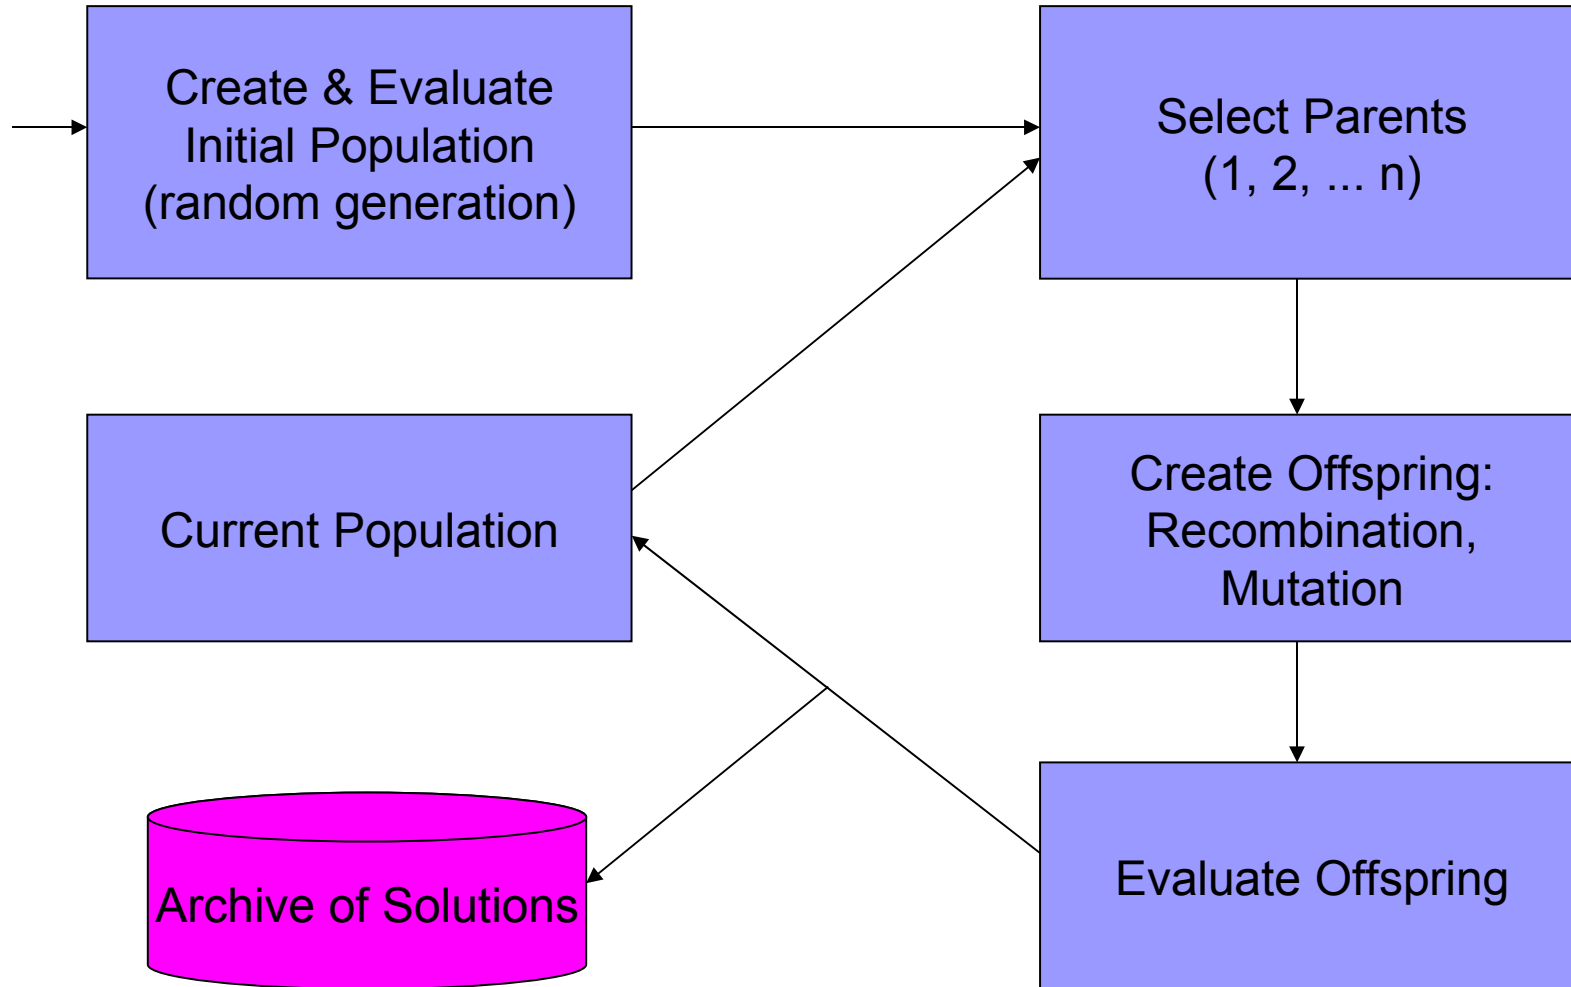 Create & Evaluate
Initial Population
(random generation)
Select Parents
(1, 2, ... n)
Current Population
Create Offspring:
Recombination,
Mutation
Archive of Solutions
Evaluate Offspring